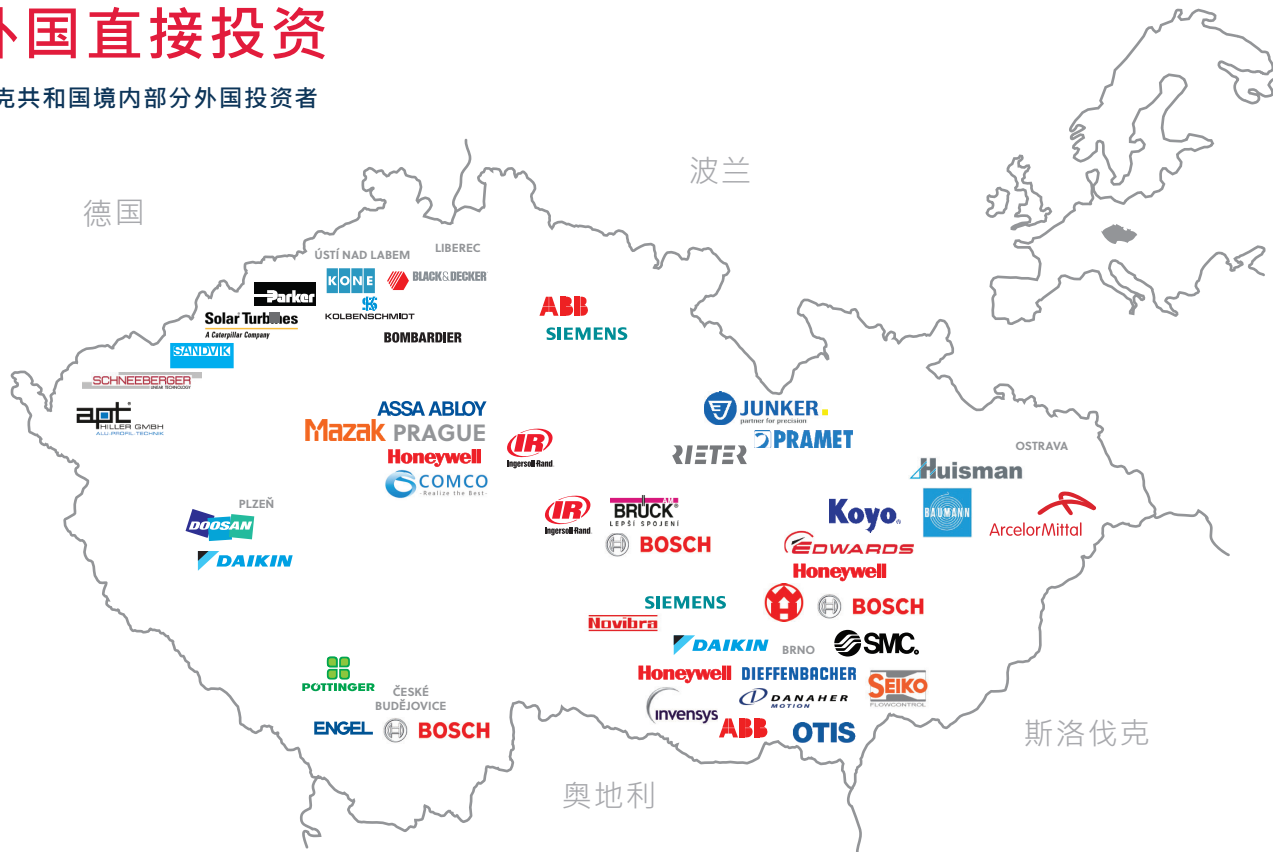 外国直接投资
克共和国境内部分外国投资者
波兰
德国
LIBEREC
ÚSTÍ NAD LABEM
KONE
BLACK&DECKER
Parker
KOLBENSCHMIDT
Solar Turbines
A Caterpillar Company
BOMBARDIER
ABB
SIEMENS
SANDVIK
SCHNEEBERGER
LINEAR TECHNOLOGY
apt®
HILLER GMBH
ALU-PROFIL-TECHNIK
ASSA ABLOY
Mazak PRAGUE
Honeywell
COMCO
-Realize the Best-
IR
Ingersoll-Rand
JUNKER
partner for precision
PRAMET
RIETER
OSTRAVA
Huisman
PLZEŇ
DOOSAN
DAIKIN
IR
Ingersoll-Rand
AM
BRÜCK®
LEPŠÍ SPOJENÍ
BOSCH
Koyo®
BAUMANN
ArcelorMittal
EDWARDS
Honeywell
SIEMENS
BOSCH
Novibra
DAIKIN
BRNO
SMC®
Honeywell
DIEFFENBACHER
SEIKO
FLOWCONTROL
invensys
DANAHER
MOTION
ABB
OTIS
PÖTTINGER
ČESKÉ
BUDĚJOVICE
ENGEL
BOSCH
斯洛伐克
奥地利